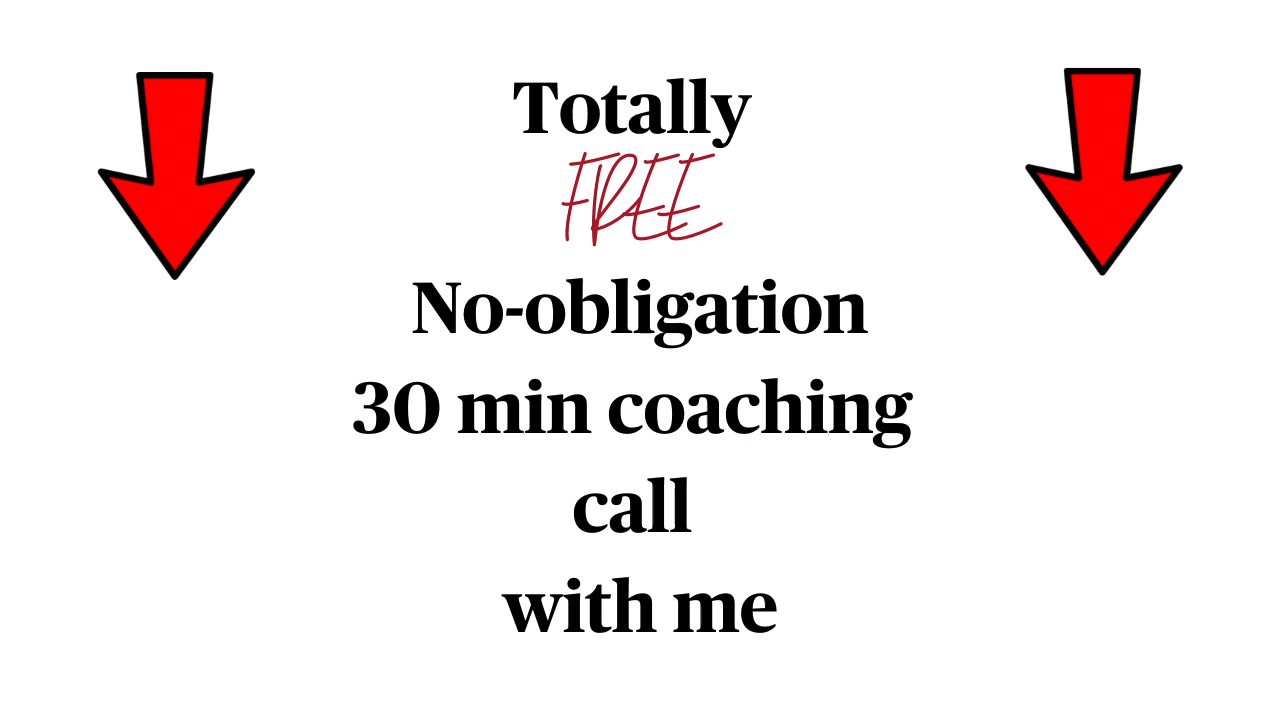 Totally
FREE
No-obligation
30 min coaching
call
with me